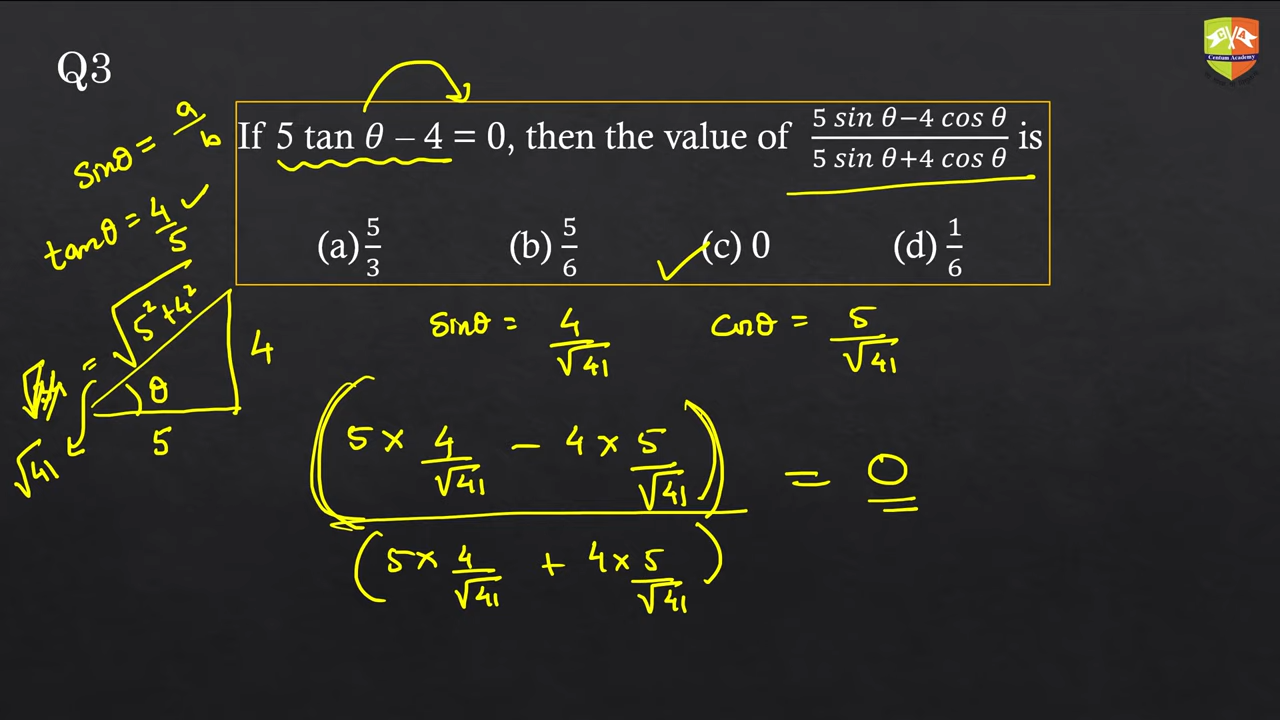 Q3
C A
Centum Academy
If 5 tan θ – 4 = 0, then the value of (5 sin θ−4 cos θ)/(5 sin θ+4 cos θ) is
(a) 5/3 (b) 5/6 (c) 0 (d) 1/6
sinθ = a/b
tanθ = 4/5
√5²+4²
=
θ
4
5
√41
sinθ = 4/√41 cosθ = 5/√41
(5 × 4/√41 − 4 × 5/√41)
= 0
(5 × 4/√41 + 4 × 5/√41)